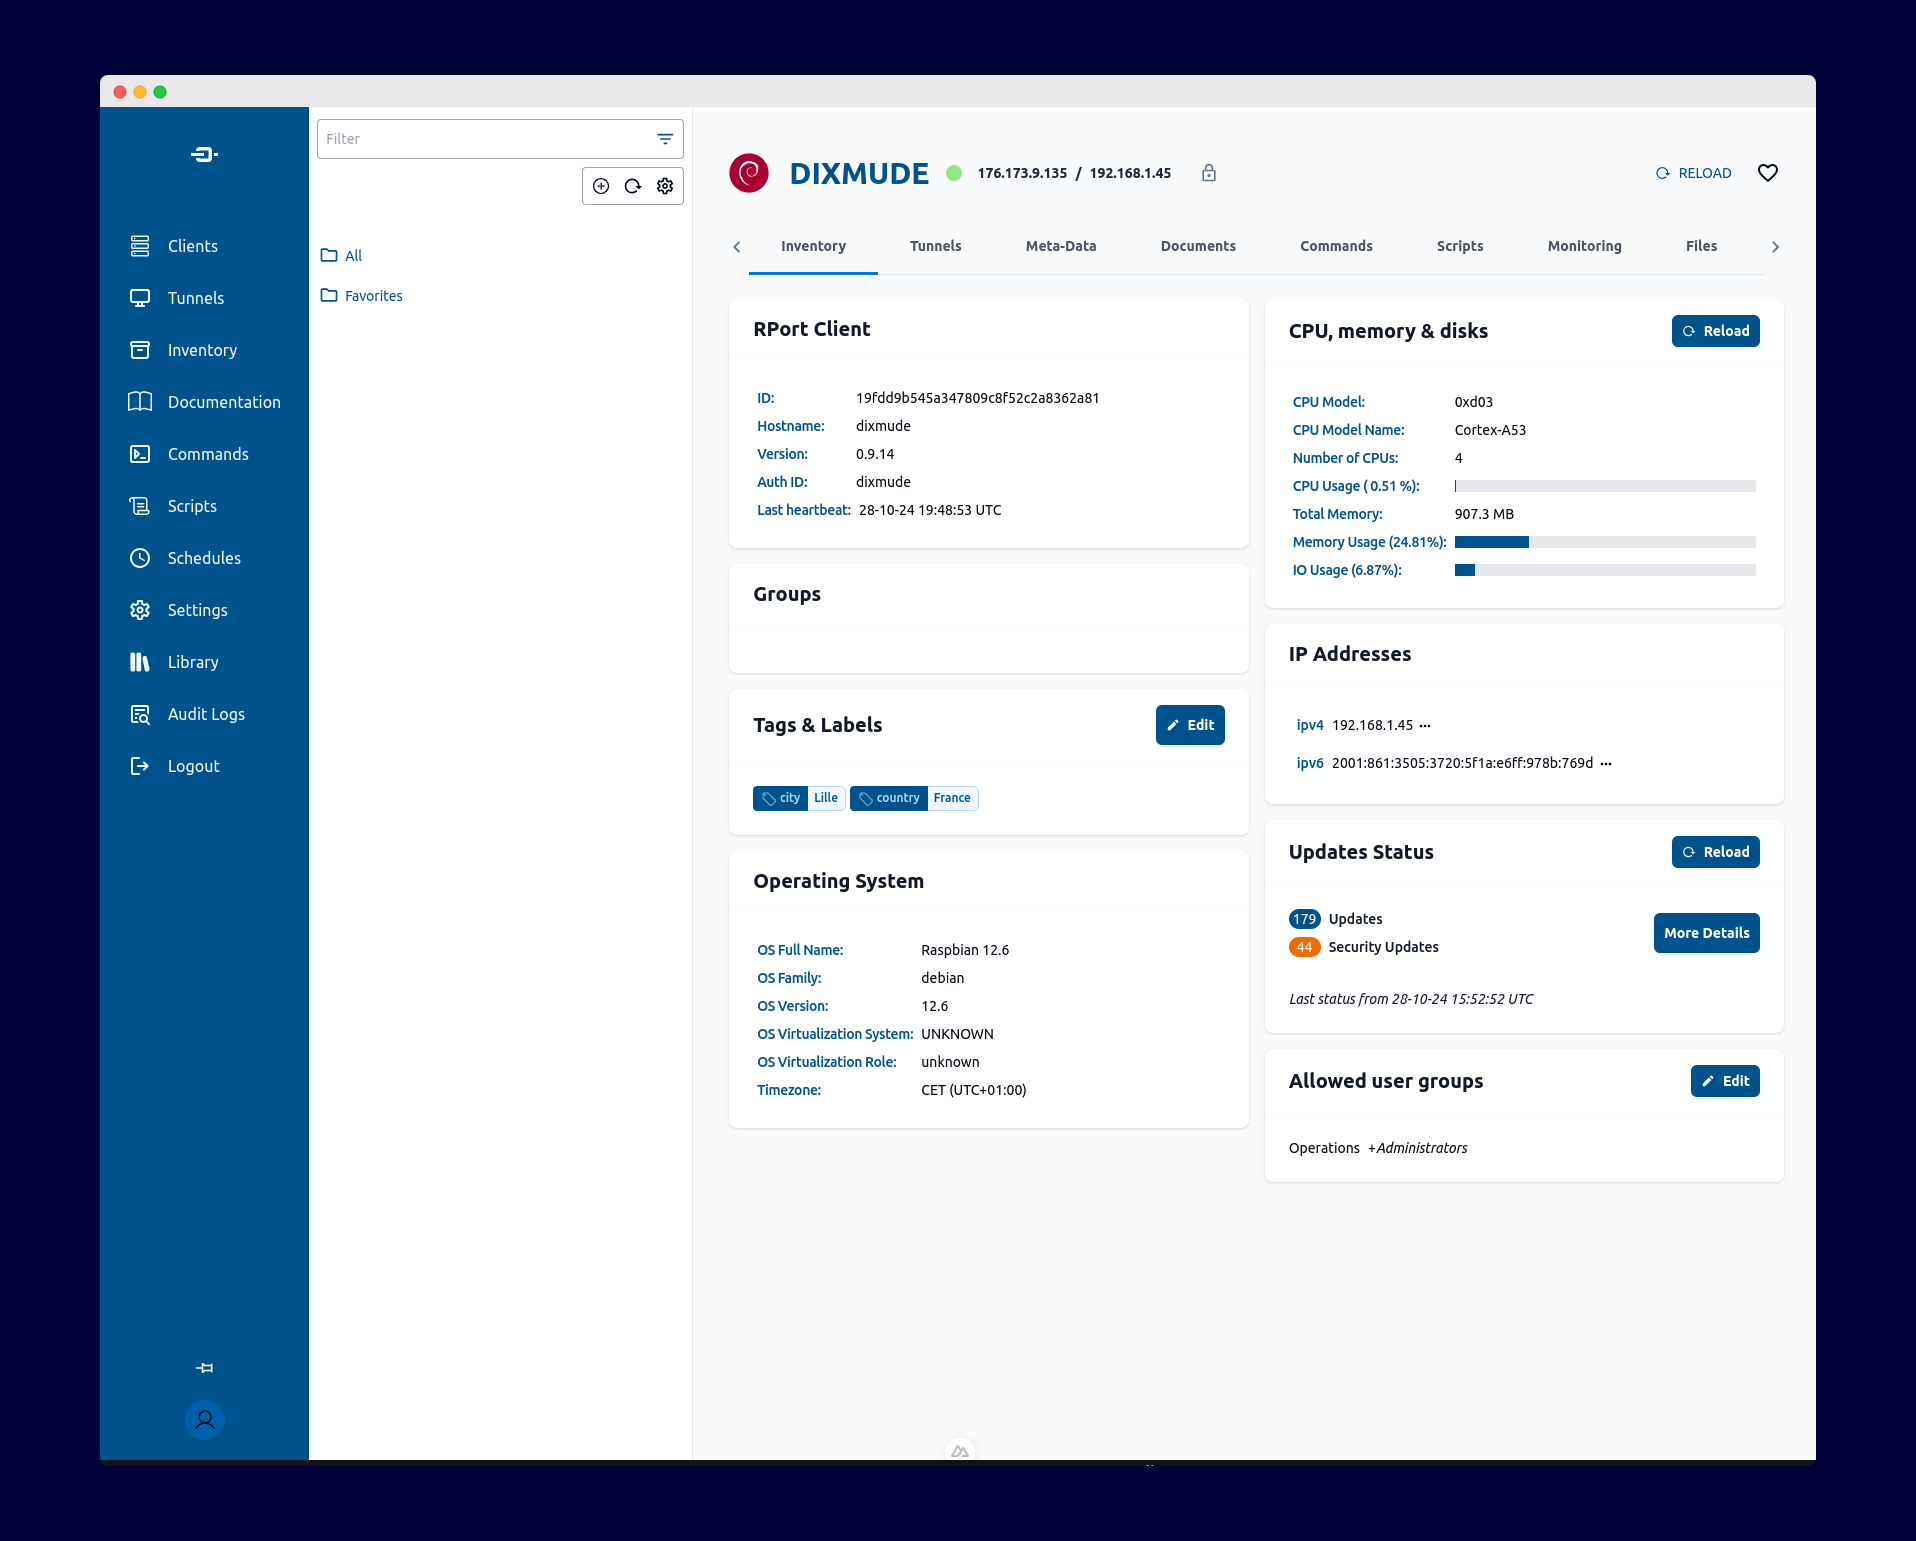 Clients
Tunnels
Inventory
Documentation
Commands
Scripts
Schedules
Settings
Library
Audit Logs
Logout
Filter
All
Favorites
DIXMUDE 176.173.9.135 / 192.168.1.45 RELOAD
Inventory Tunnels Meta-Data Documents Commands Scripts Monitoring Files
RPort Client
ID: 19fdd9b545a347809c8f52c2a8362a81
Hostname: dixmude
Version: 0.9.14
Auth ID: dixmude
Last heartbeat: 28-10-24 19:48:53 UTC
Groups
Tags & Labels Edit
city Lille country France
Operating System
OS Full Name: Raspbian 12.6
OS Family: debian
OS Version: 12.6
OS Virtualization System: UNKNOWN
OS Virtualization Role: unknown
Timezone: CET (UTC+01:00)
CPU, memory & disks Reload
CPU Model: 0xd03
CPU Model Name: Cortex-A53
Number of CPUs: 4
CPU Usage ( 0.51 %):
Total Memory: 907.3 MB
Memory Usage (24.81%):
IO Usage (6.87%):
IP Addresses
ipv4 192.168.1.45 •••
ipv6 2001:861:3505:3720:5f1a:e6ff:978b:769d •••
Updates Status Reload
179 Updates
44 Security Updates
More Details
Last status from 28-10-24 15:52:52 UTC
Allowed user groups Edit
Operations +Administrators